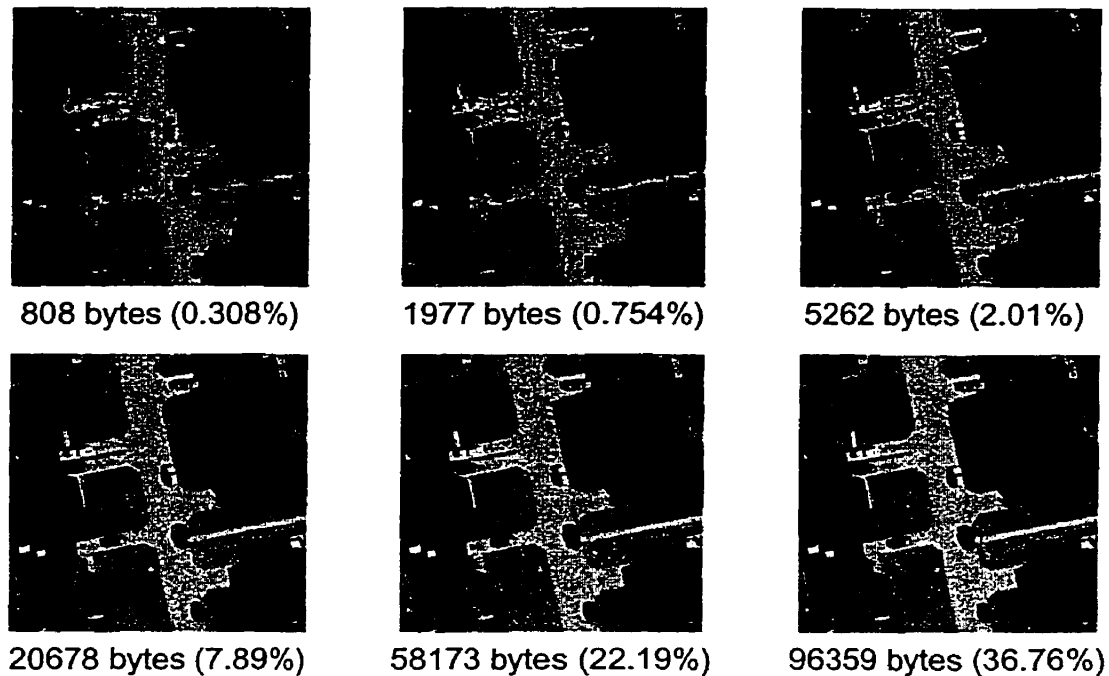 808 bytes (0.308%)
1977 bytes (0.754%)
5262 bytes (2.01%)
20678 bytes (7.89%)
58173 bytes (22.19%)
96359 bytes (36.76%)